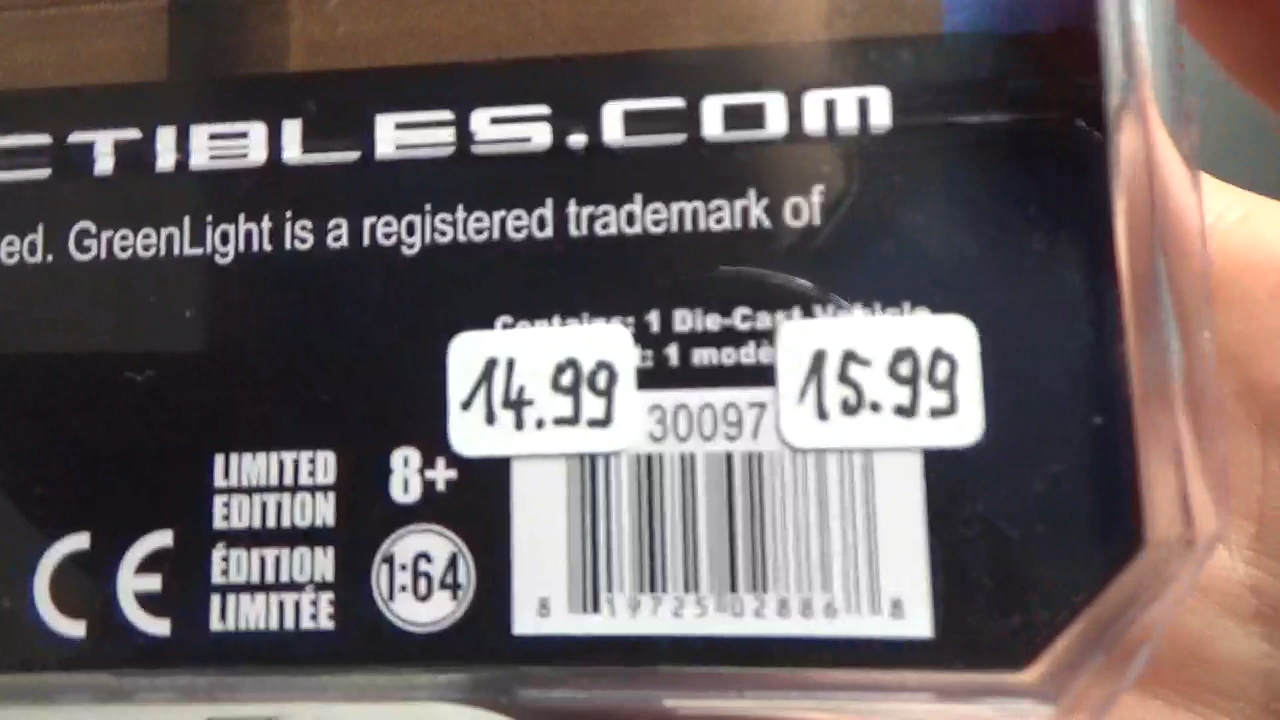 CTIBLES.COM
ed. GreenLight is a registered trademark of
Contains: 1 Die-Cast Vehicle
: 1 modè
14.99
30097
15.99
LIMITED
EDITION
8+
ÉDITION
LIMITÉE
CE
1:64
8 19725 02886 8